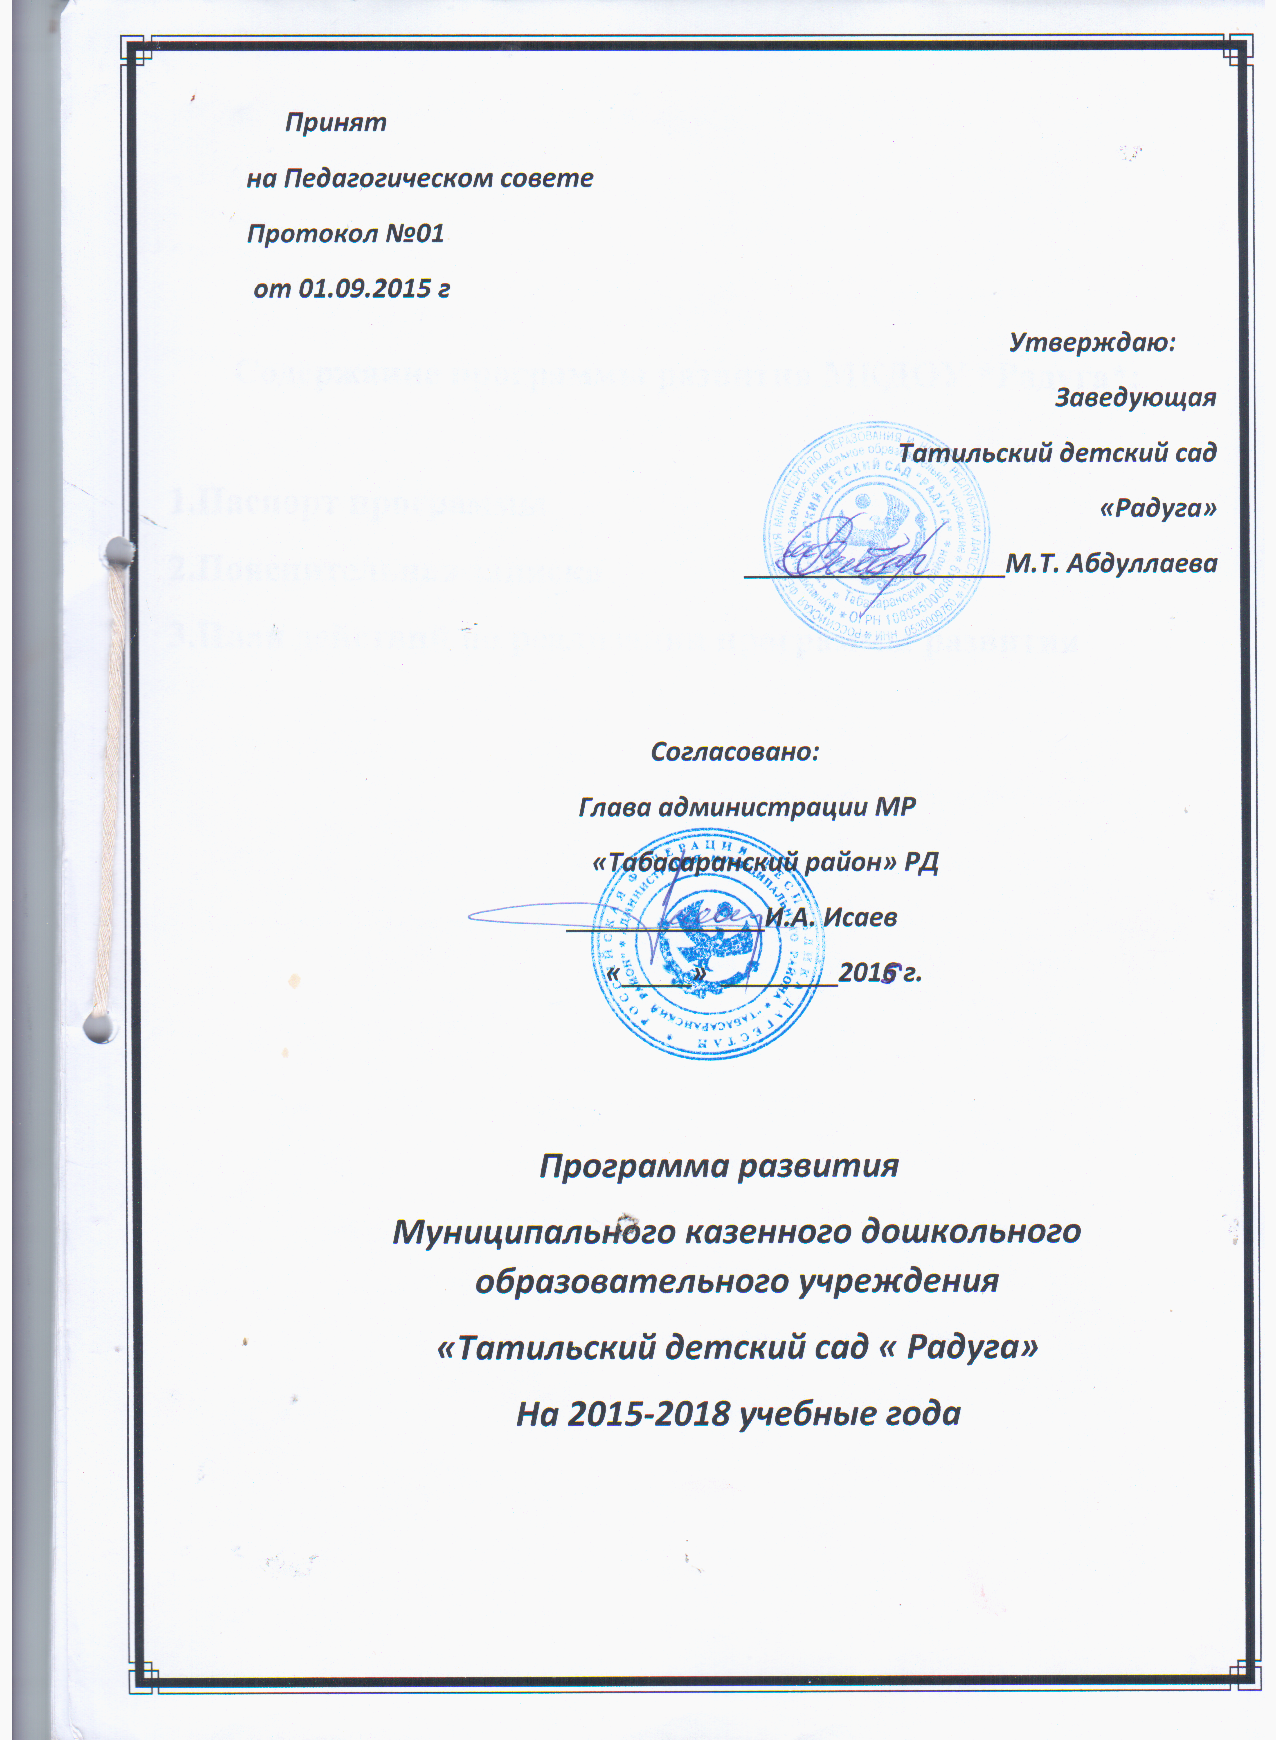 Принят
на Педагогическом совете
Протокол №01
от 01.09.2015 г
Утверждаю:
Заведующая
Татильский детский сад
«Радуга»
М.Т. Абдуллаева
Согласовано:
Глава администрации МР
«Табасаранский район» РД
И.А. Исаев
«_____» ________2015 г.
Программа развития
Муниципального казенного дошкольного
образовательного учреждения
«Татильский детский сад « Радуга»
На 2015-2018 учебные года